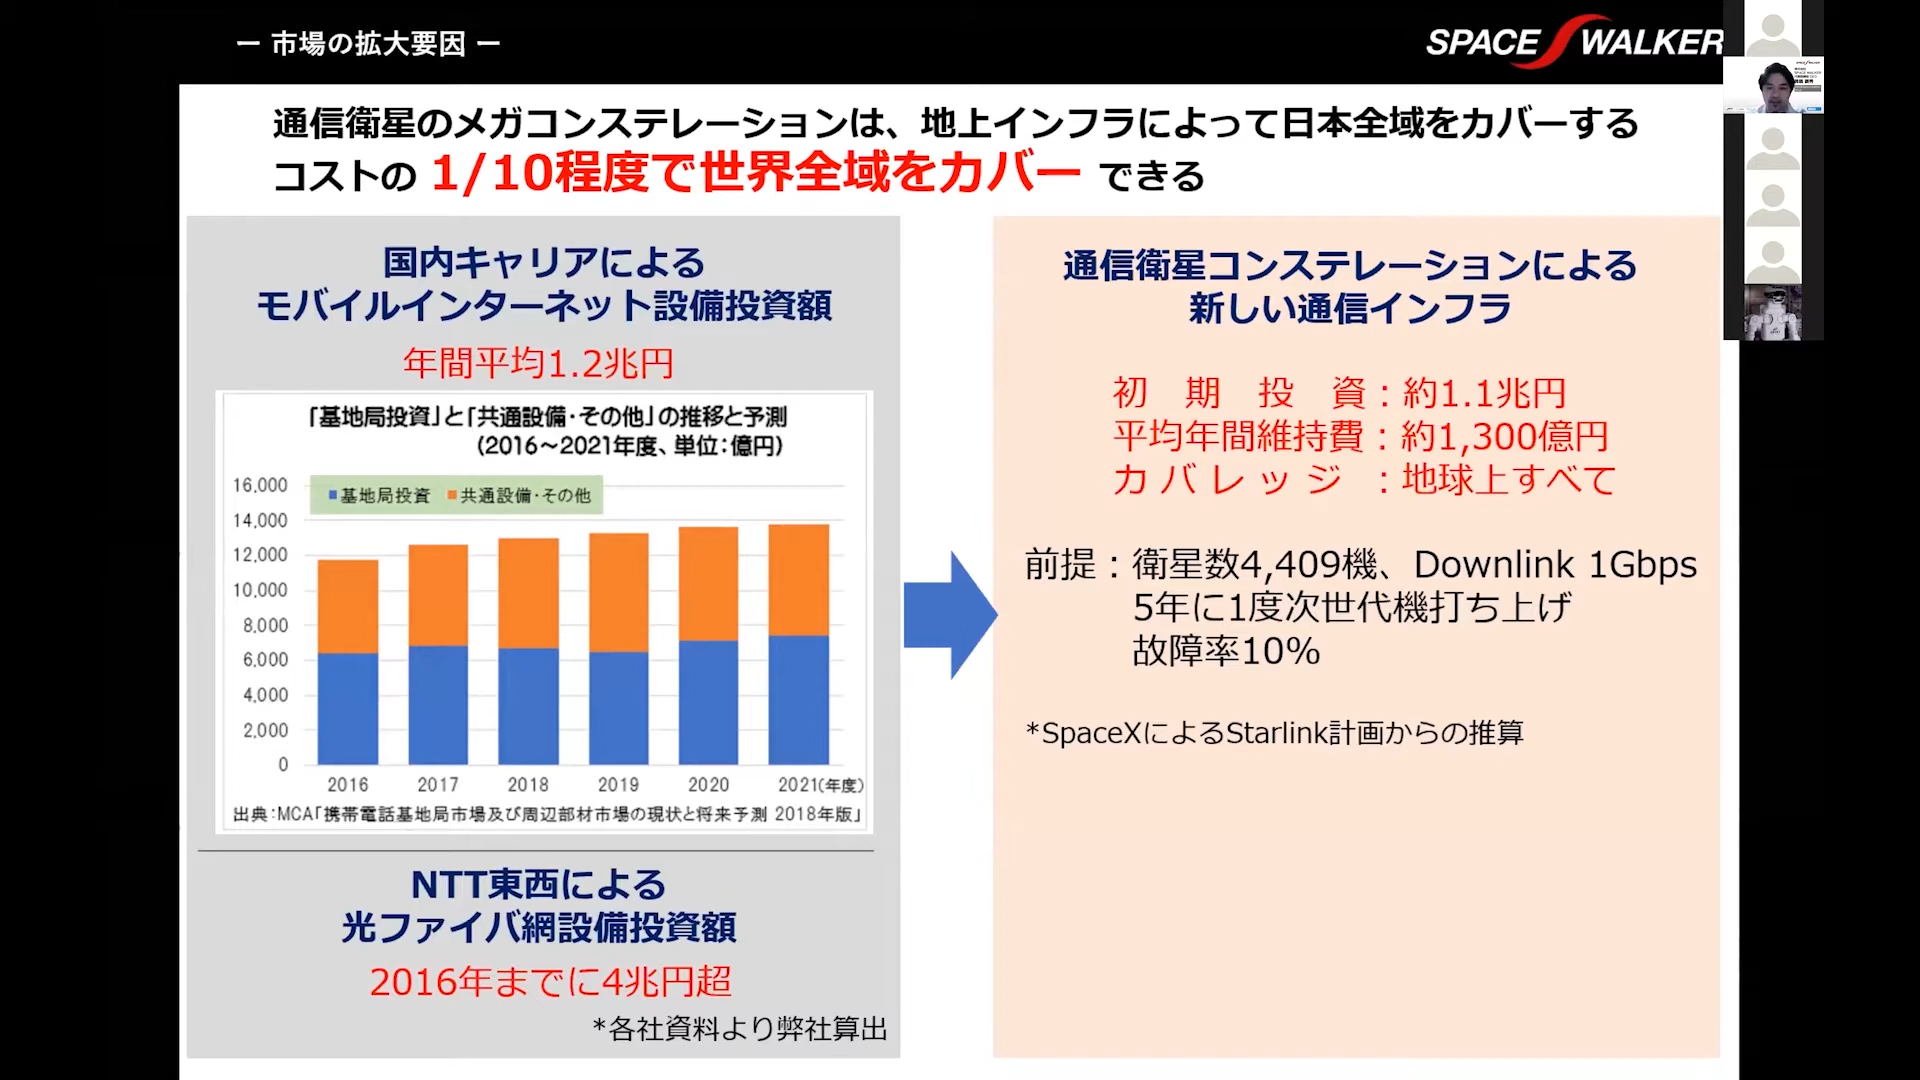 ー 市場の拡大要因 ー
SPACE WALKER
通信衛星のメガコンステレーションは、地上インフラによって日本全域をカバーする
コストの 1/10程度で世界全域をカバー できる
国内キャリアによる
モバイルインターネット設備投資額
年間平均1.2兆円
「基地局投資」と「共通設備・その他」の推移と予測
(2016～2021年度、単位：億円)
16,000
基地局投資 共通設備・その他
14,000
12,000
10,000
8,000
6,000
4,000
2,000
0
2016 2017 2018 2019 2020 2021(年度)
出典：MCA「携帯電話基地局市場及び周辺部材市場の現状と将来予測 2018年版」
NTT東西による
光ファイバ網設備投資額
2016年までに4兆円超
*各社資料より弊社算出
通信衛星コンステレーションによる
新しい通信インフラ
初期投資：約1.1兆円
平均年間維持費：約1,300億円
カバレッジ：地球上すべて
前提：衛星数4,409機、Downlink 1Gbps
5年に1度次世代機打ち上げ
故障率10%
*SpaceXによるStarlink計画からの推算